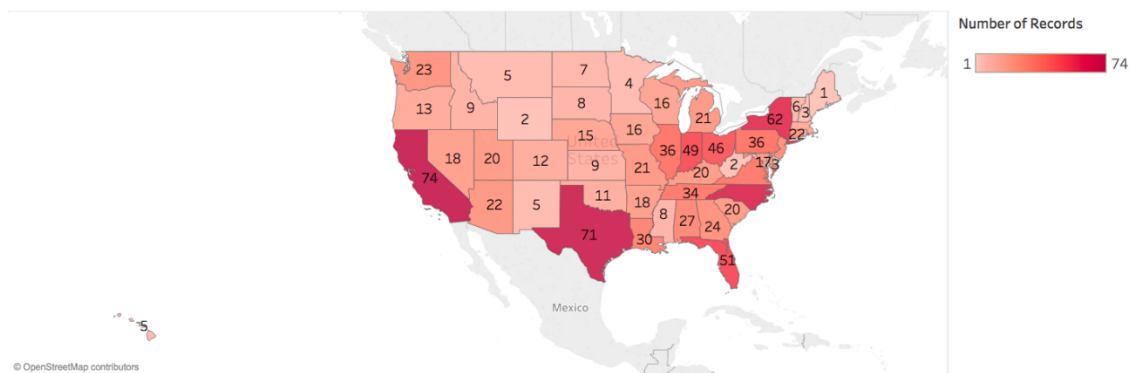 Number of Records
1 74
23 5 7 4 1
13 9 8 16 21 6 3
2 62
22
15 16 36 49 46 36
United
States
18 20 12 9 21 20 2 17 3
74
22 5 11 18 34
71 30 8 27 24 20
51
Mexico
5
© OpenStreetMap contributors